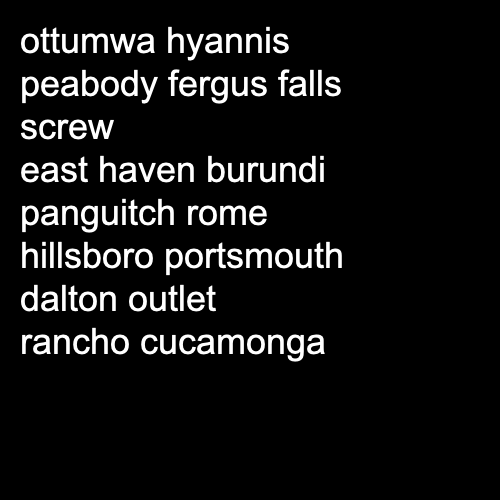 ottumwa hyannis
peabody fergus falls
screw
east haven burundi
panguitch rome
hillsboro portsmouth
dalton outlet
rancho cucamonga